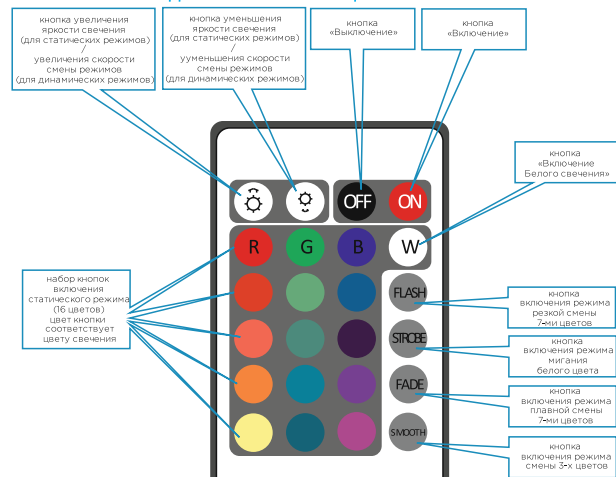 кнопка увеличения
яркости свечения
(для статических режимов)
/
увеличения скорости
смены режимов
(для динамических режимов)
кнопка уменьшения
яркости свечения
(для статических режимов)
/
ууменьшения скорости
смены режимов
(для динамических режимов)
кнопка
«Выключение»
кнопка
«Включение»
кнопка
«Включение
Белого свечения»
OFF
ON
R
G
B
W
набор кнопок
включения
статического режима
(16 цветов)
цвет кнопки
соответствует
цвету свечения
FLASH
STROBE
FADE
SMOOTH
кнопка
включения режима
резкой смены
7-ми цветов
кнопка
включения режима
мигания
белого цвета
кнопка
включения режима
плавной смены
7-ми цветов
кнопка
включения режима
смены 3-х цветов